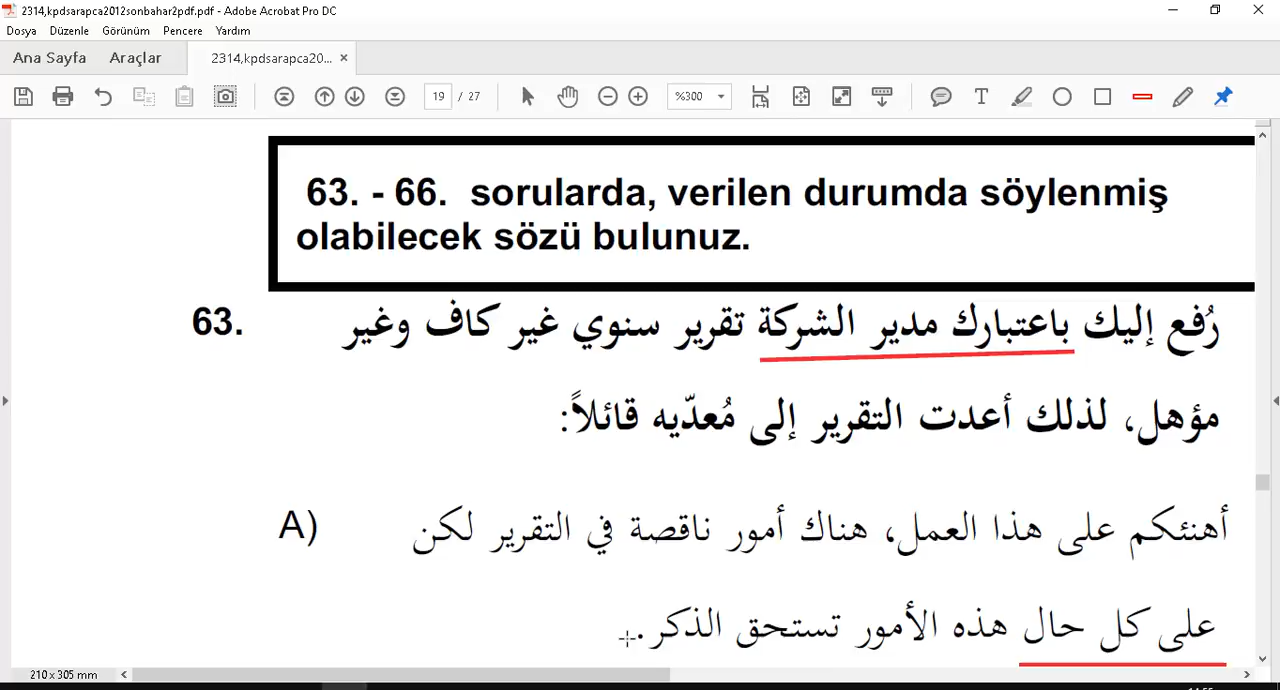 2314,kpdsarapca2012sonbahar2pdf.pdf - Adobe Acrobat Pro DC
Dosya Düzenle Görünüm Pencere Yardım
Ana Sayfa Araçlar 2314,kpdsarapca20... ×
19 / 27 %300
63. - 66. sorularda, verilen durumda söylenmiş
olabilecek sözü bulunuz.
63. رُفع إليك باعتبارك مدير الشركة تقرير سنوي غير كاف وغير
مؤهل، لذلك أعدت التقرير إلى مُعدّيه قائلاً:
A) أهنئكم على هذا العمل، هناك أمور ناقصة في التقرير لكن
على كل حال هذه الأمور تستحق الذكر.
210 x 305 mm